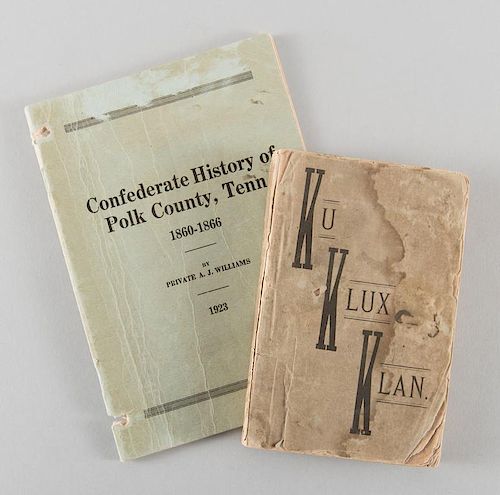 Confederate History of
Polk County, Tenn
1860-1866
BY
PRIVATE A. J. WILLIAMS
1923
KU
KLUX
KLAN.